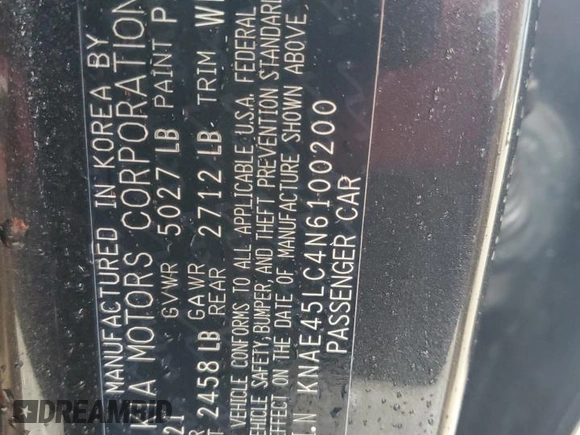 MANUFACTURED IN KOREA BY
KIA MOTORS CORPORATION
GVWR 5027 LB PAINT P
2458 LB GAWR REAR 2712 LB TRIM
VEHICLE CONFORMS TO ALL APPLICABLE U.S.A. FEDERAL
VEHICLE SAFETY, BUMPER, AND THEFT PREVENTION STANDARD
EFFECT ON THE DATE OF MANUFACTURE SHOWN ABOVE.
I.N KNAE45LC4N6100200
PASSENGER CAR
DREAMBID